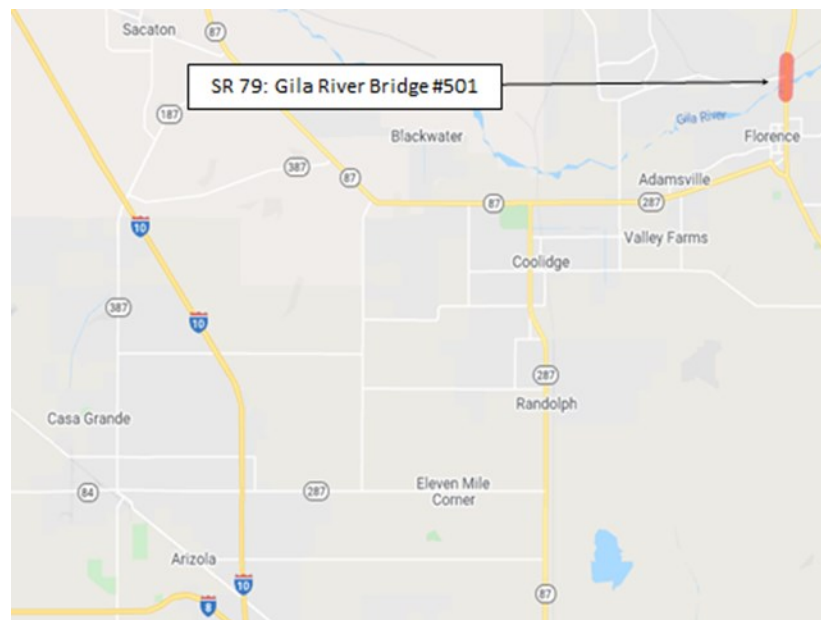 Sacaton
87
SR 79: Gila River Bridge #501
187
Gila River
Blackwater
Florence
387
87
Adamsville
87
287
10
Valley Farms
Coolidge
387
10
287
Randolph
Casa Grande
Eleven Mile
Corner
84
287
Arizola
10
87
8